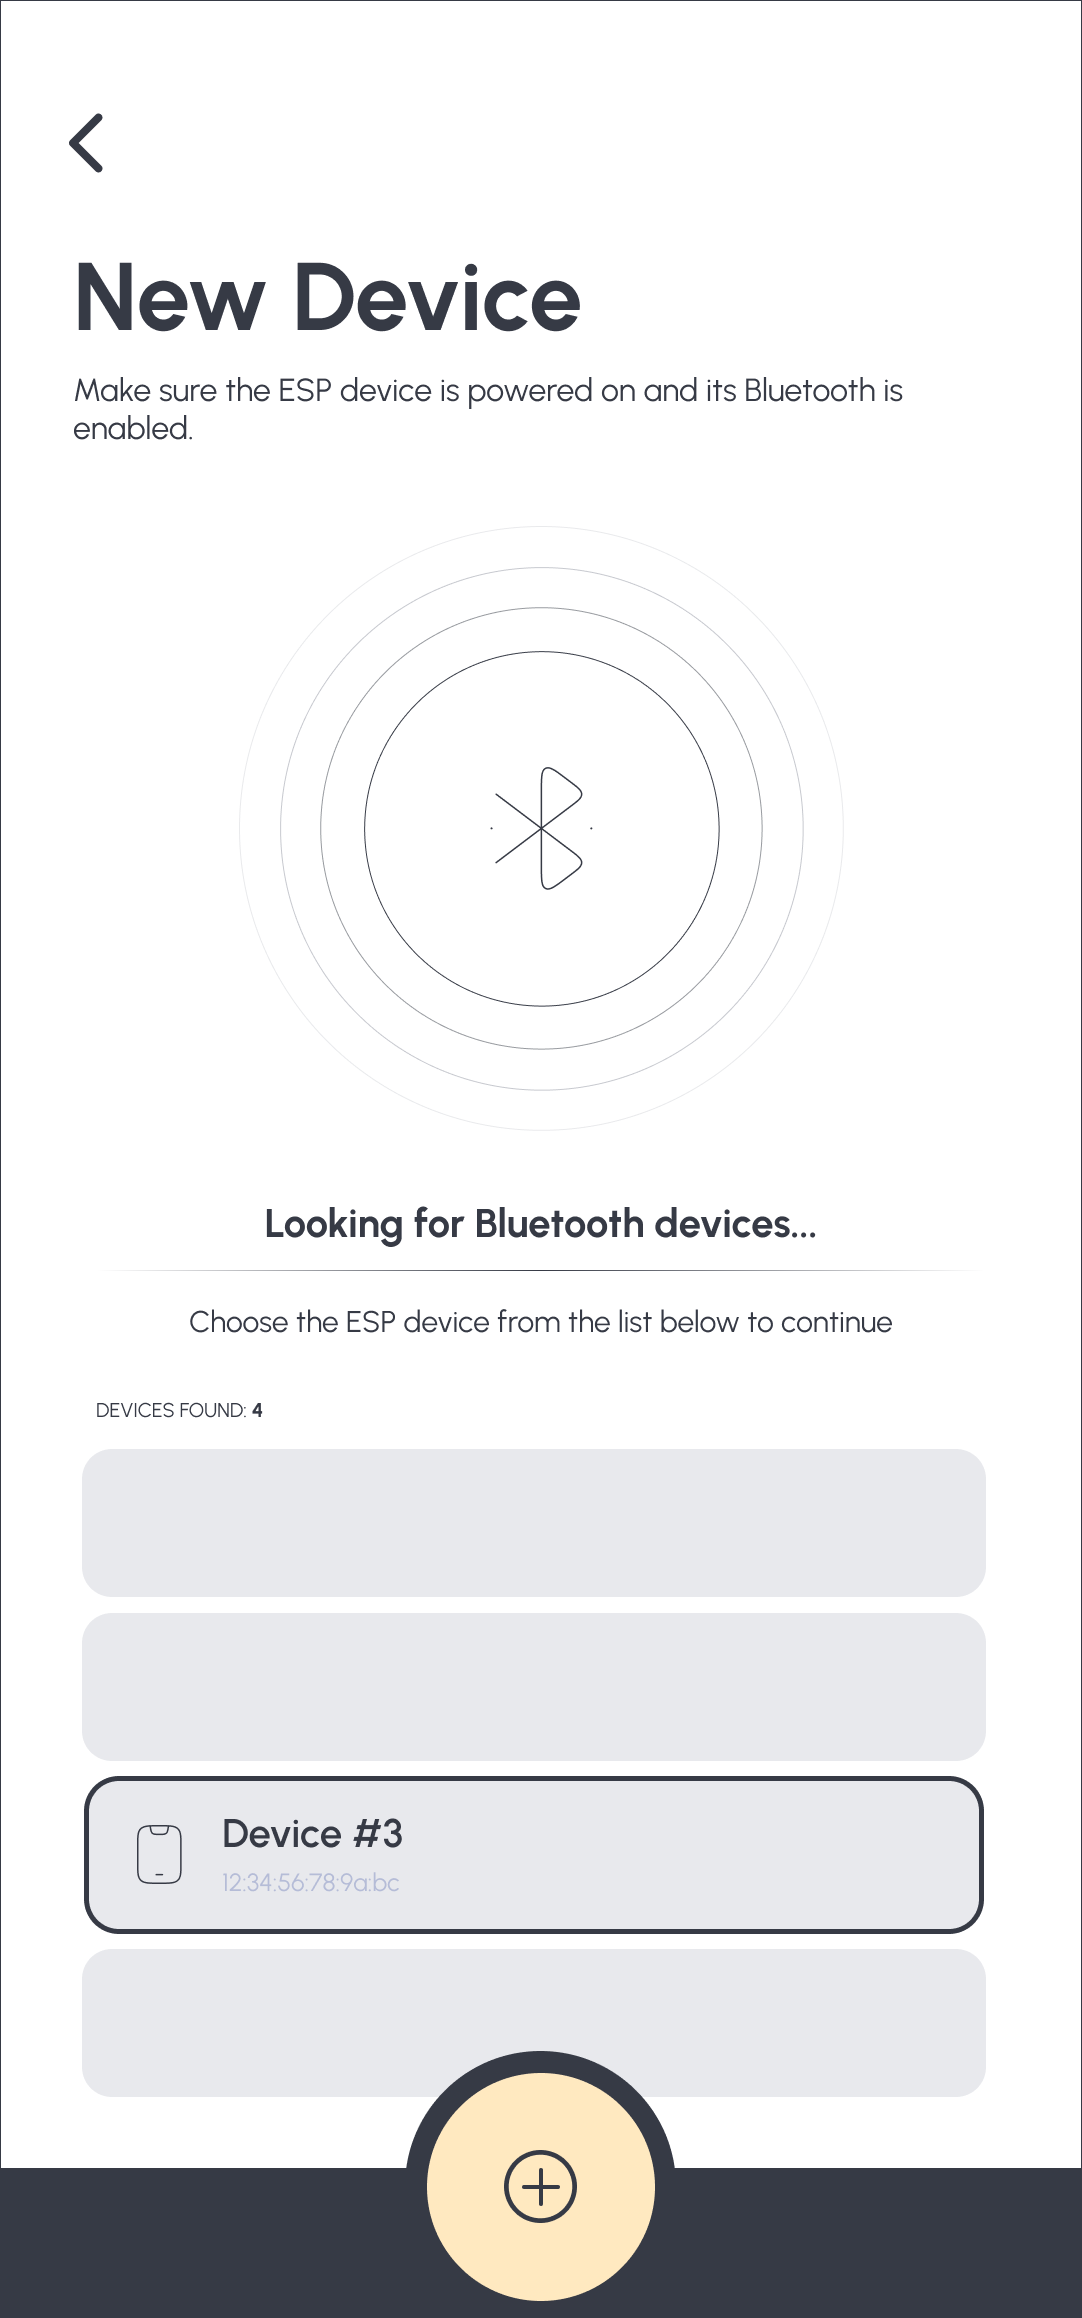 New Device
Make sure the ESP device is powered on and its Bluetooth is
enabled.
Looking for Bluetooth devices...
Choose the ESP device from the list below to continue
DEVICES FOUND: 4
Device #3
12:34:56:78:9a:bc